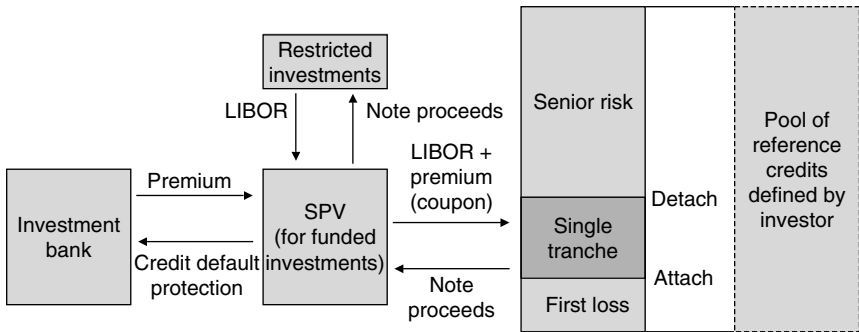 Restricted
investments
LIBOR
Note proceeds
Investment
bank
Premium
Credit default
protection
SPV
(for funded
investments)
LIBOR +
premium
(coupon)
Note
proceeds
Senior risk
Single
tranche
First loss
Detach
Attach
Pool of
reference
credits
defined by
investor